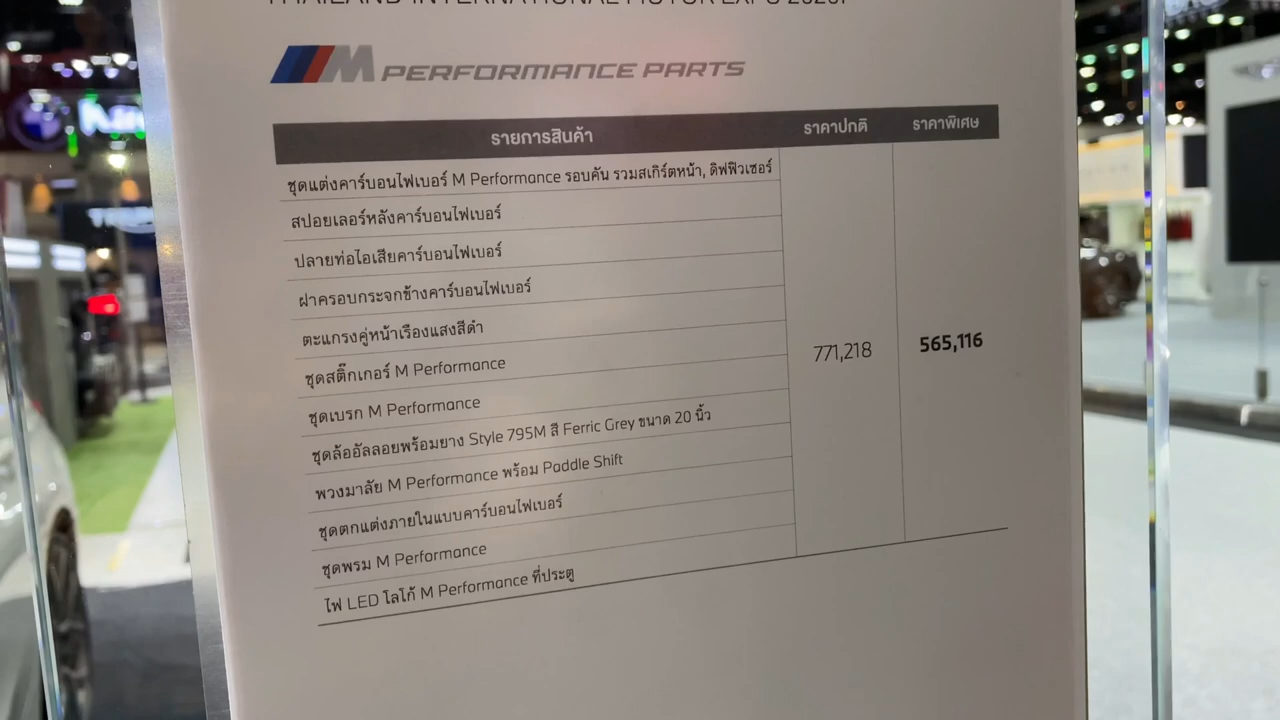 THAILAND INTERNATIONAL MOTOR EXPO 2020.
M PERFORMANCE PARTS
รายการสินค้า ราคาปกติ ราคาพิเศษ
ชุดแต่งคาร์บอนไฟเบอร์ M Performance รอบคัน รวมสเกิร์ตหน้า, ดิฟฟิวเซอร์
สปอยเลอร์หลังคาร์บอนไฟเบอร์
ปลายท่อไอเสียคาร์บอนไฟเบอร์
ฝาครอบกระจกข้างคาร์บอนไฟเบอร์
ตะแกรงคู่หน้าเรืองแสงสีดำ
ชุดสติ๊กเกอร์ M Performance
771,218 565,116
ชุดเบรก M Performance
ชุดล้ออัลลอยพร้อมยาง Style 795M สี Ferric Grey ขนาด 20 นิ้ว
พวงมาลัย M Performance พร้อม Paddle Shift
ชุดตกแต่งภายในแบบคาร์บอนไฟเบอร์
ชุดพรม M Performance
ไฟ LED โลโก้ M Performance ที่ประตู